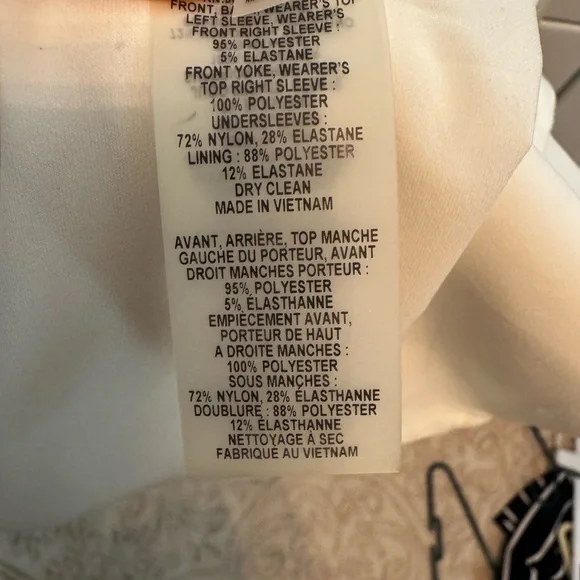 FRONT, BACK, WEARER'S TOP
LEFT SLEEVE, WEARER'S
FRONT RIGHT SLEEVE :
95% POLYESTER
5% ELASTANE
FRONT YOKE, WEARER'S
TOP RIGHT SLEEVE :
100% POLYESTER
UNDERSLEEVES :
72% NYLON, 28% ELASTANE
LINING : 88% POLYESTER
12% ELASTANE
DRY CLEAN
MADE IN VIETNAM
AVANT, ARRIÈRE, TOP MANCHE
GAUCHE DU PORTEUR, AVANT
DROIT MANCHES PORTEUR :
95% POLYESTER
5% ÉLASTHANNE
EMPIÈCEMENT AVANT,
PORTEUR DE HAUT
A DROITE MANCHES :
100% POLYESTER
SOUS MANCHES :
72% NYLON, 28% ÉLASTHANNE
DOUBLURE : 88% POLYESTER
12% ÉLASTHANNE
NETTOYAGE À SEC
FABRIQUÉ AU VIETNAM